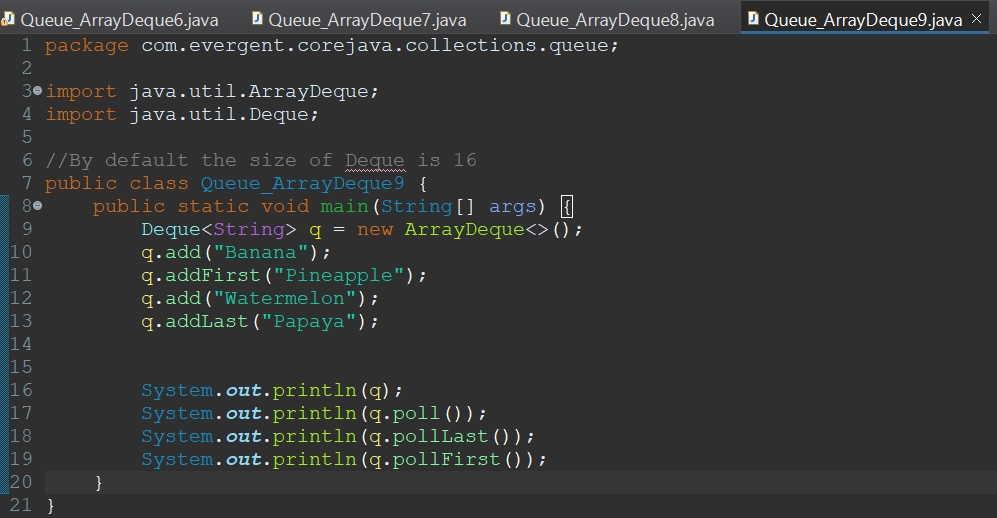 Queue_ArrayDeque6.java Queue_ArrayDeque7.java Queue_ArrayDeque8.java Queue_ArrayDeque9.java
1 package com.evergent.corejava.collections.queue;
2
3 import java.util.ArrayDeque;
4 import java.util.Deque;
5
6 //By default the size of Deque is 16
7 public class Queue_ArrayDeque9 {
8     public static void main(String[] args) {
9         Deque<String> q = new ArrayDeque<>();
10         q.add("Banana");
11         q.addFirst("Pineapple");
12         q.add("Watermelon");
13         q.addLast("Papaya");
14
15
16         System.out.println(q);
17         System.out.println(q.poll());
18         System.out.println(q.pollLast());
19         System.out.println(q.pollFirst());
20     }
21 }